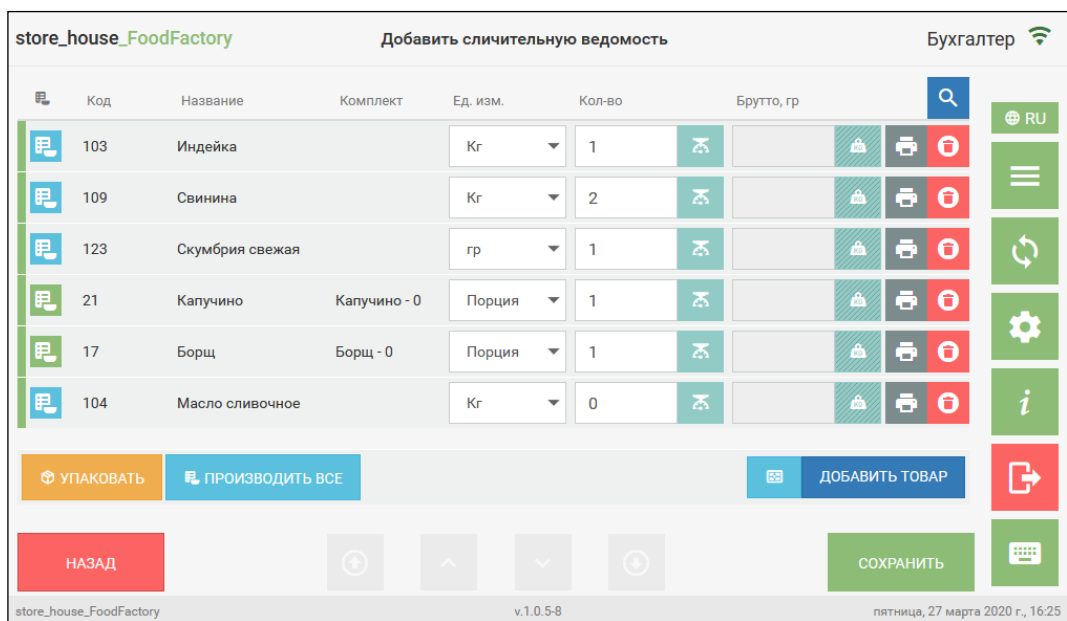 store_house_FoodFactory Добавить сличительную ведомость Бухгалтер
Код Название Комплект Ед. изм. Кол-во Брутто, гр
RU
103 Индейка Кг 1
109 Свинина Кг 2
123 Скумбрия свежая гр 1
21 Капучино Капучино - 0 Порция 1
17 Борщ Борщ - 0 Порция 1
104 Масло сливочное Кг 0
УПАКОВАТЬ ПРОИЗВОДИТЬ ВСЕ ДОБАВИТЬ ТОВАР
НАЗАД СОХРАНИТЬ
store_house_FoodFactory v.1.0.5-8 пятница, 27 марта 2020 г., 16:25